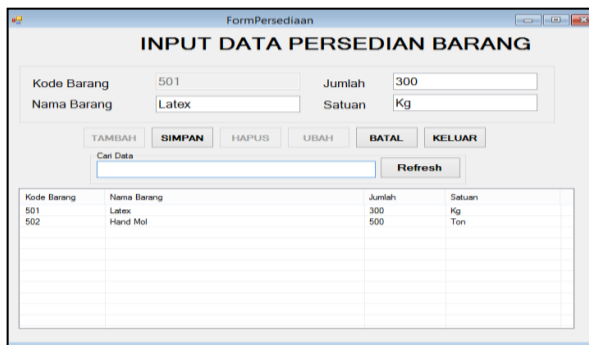 FormPersediaan
INPUT DATA PERSEDIAN BARANG
Kode Barang 501 Jumlah 300
Nama Barang Latex Satuan Kg
TAMBAH SIMPAN HAPUS UBAH BATAL KELUAR
Cari Data
Refresh
Kode Barang Nama Barang Jumlah Satuan
501 Latex 300 Kg
502 Hand Mol 500 Ton